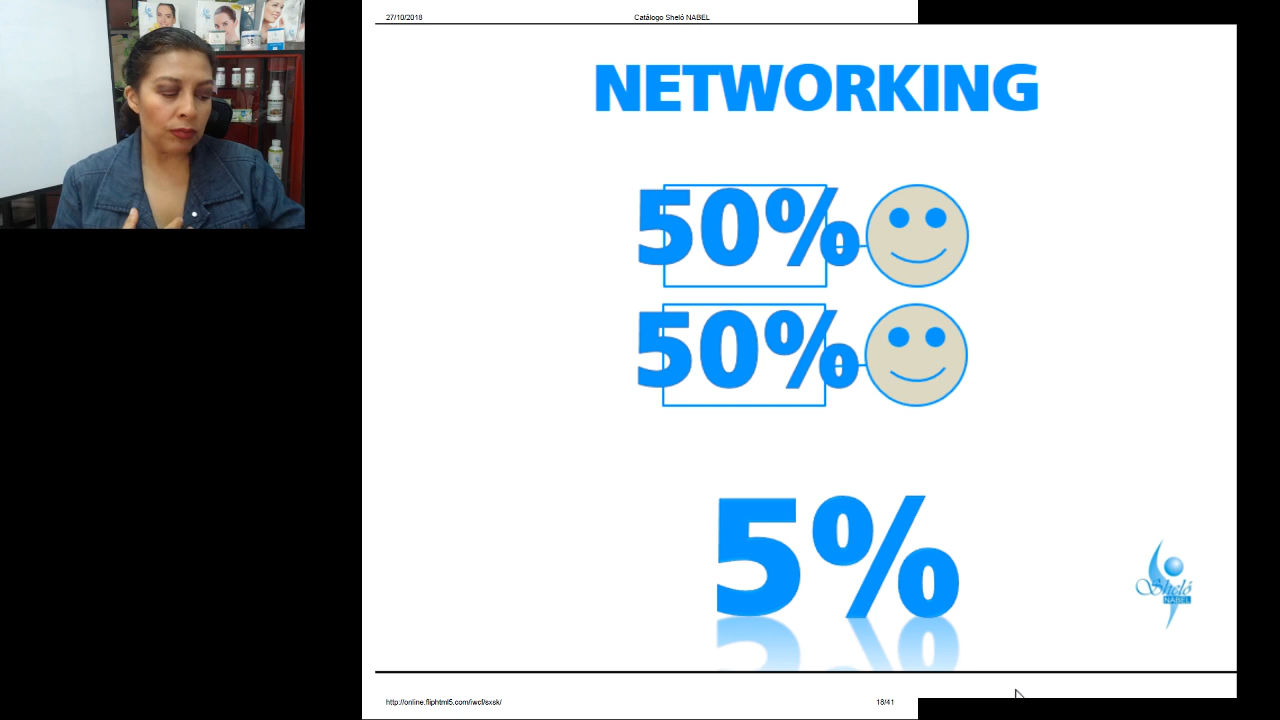 27/10/2018
Catálogo Sheló NABEL
NETWORKING
50%
50%
5%
Sheló
NABEL
http://online.fliphtml5.com/iwcf/sxsk/
18/41